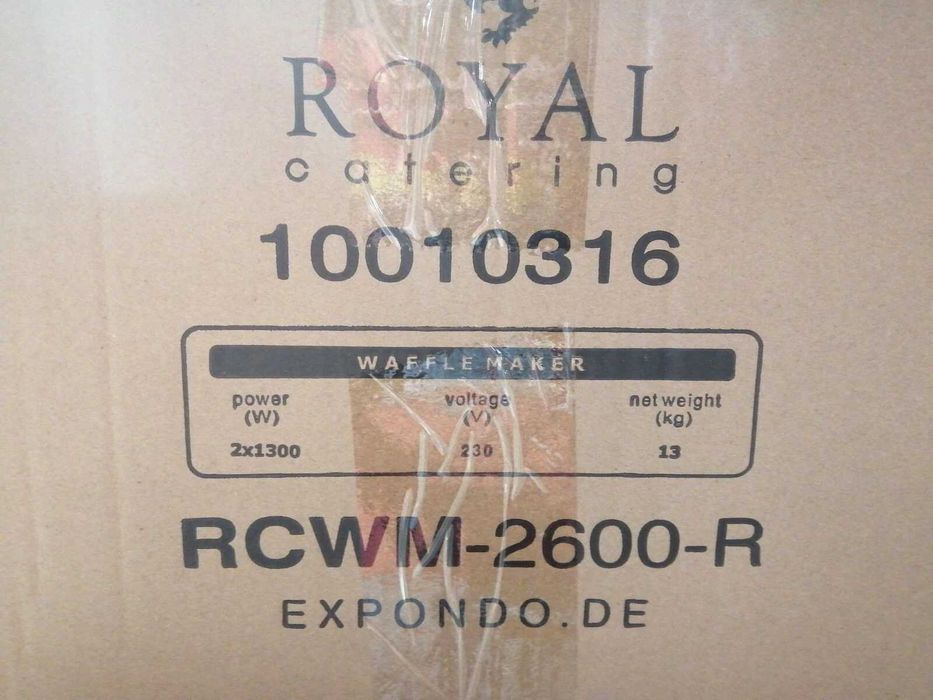 ROYAL
catering
10010316
WAFFLE MAKER
power voltage net weight
(W) (V) (kg)
2x1300 230 13
RCWM-2600-R
EXPONDO.DE